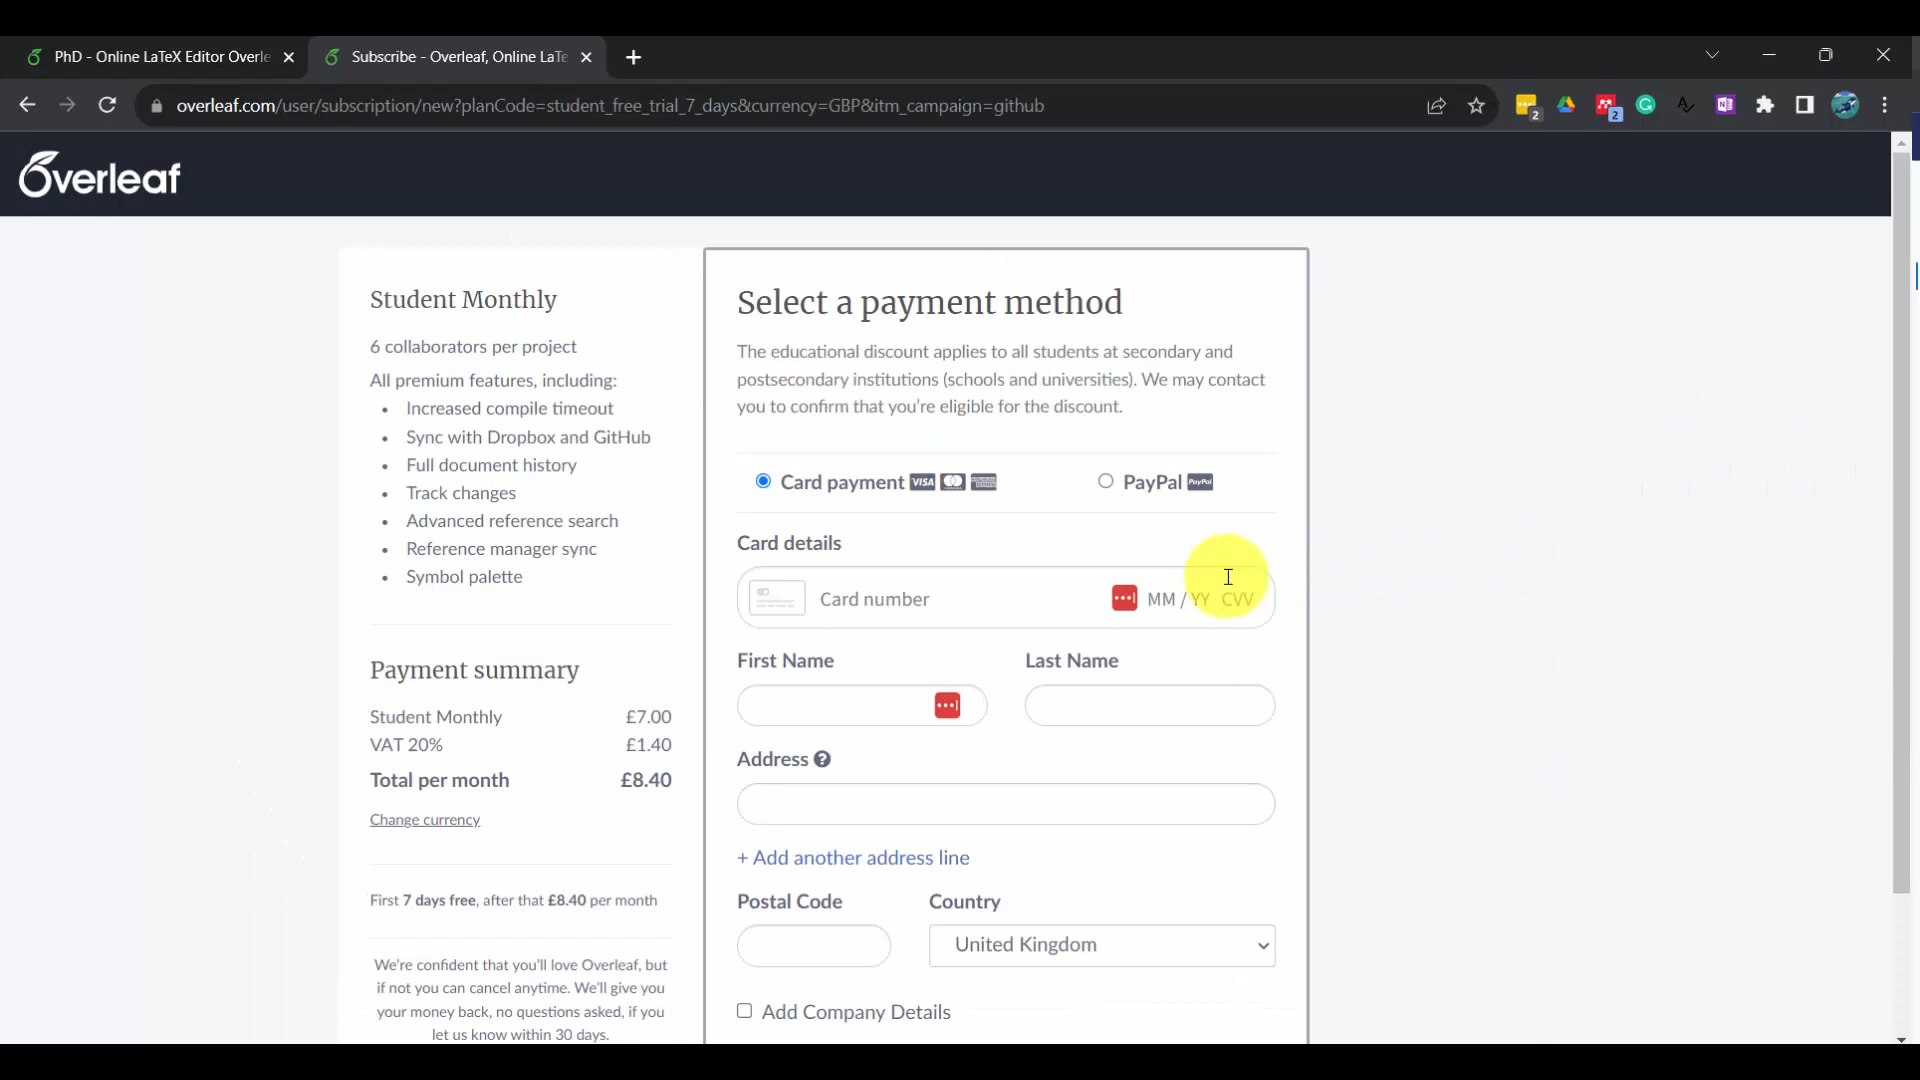 PhD - Online LaTeX Editor Overle
Subscribe - Overleaf, Online LaTe
overleaf.com/user/subscription/new?planCode=student_free_trial_7_days&currency=GBP&itm_campaign=github
2
2
Overleaf
Student Monthly
6 collaborators per project
All premium features, including:
• Increased compile timeout
• Sync with Dropbox and GitHub
• Full document history
• Track changes
• Advanced reference search
• Reference manager sync
• Symbol palette
Payment summary
Student Monthly £7.00
VAT 20% £1.40
Total per month £8.40
Change currency
First 7 days free, after that £8.40 per month
We're confident that you'll love Overleaf, but
if not you can cancel anytime. We'll give you
your money back, no questions asked, if you
let us know within 30 days.
Select a payment method
The educational discount applies to all students at secondary and
postsecondary institutions (schools and universities). We may contact
you to confirm that you're eligible for the discount.
Card payment VISA
PayPal PayPal
Card details
Card number MM / YY CVV
First Name Last Name
Address
+ Add another address line
Postal Code Country
United Kingdom
Add Company Details